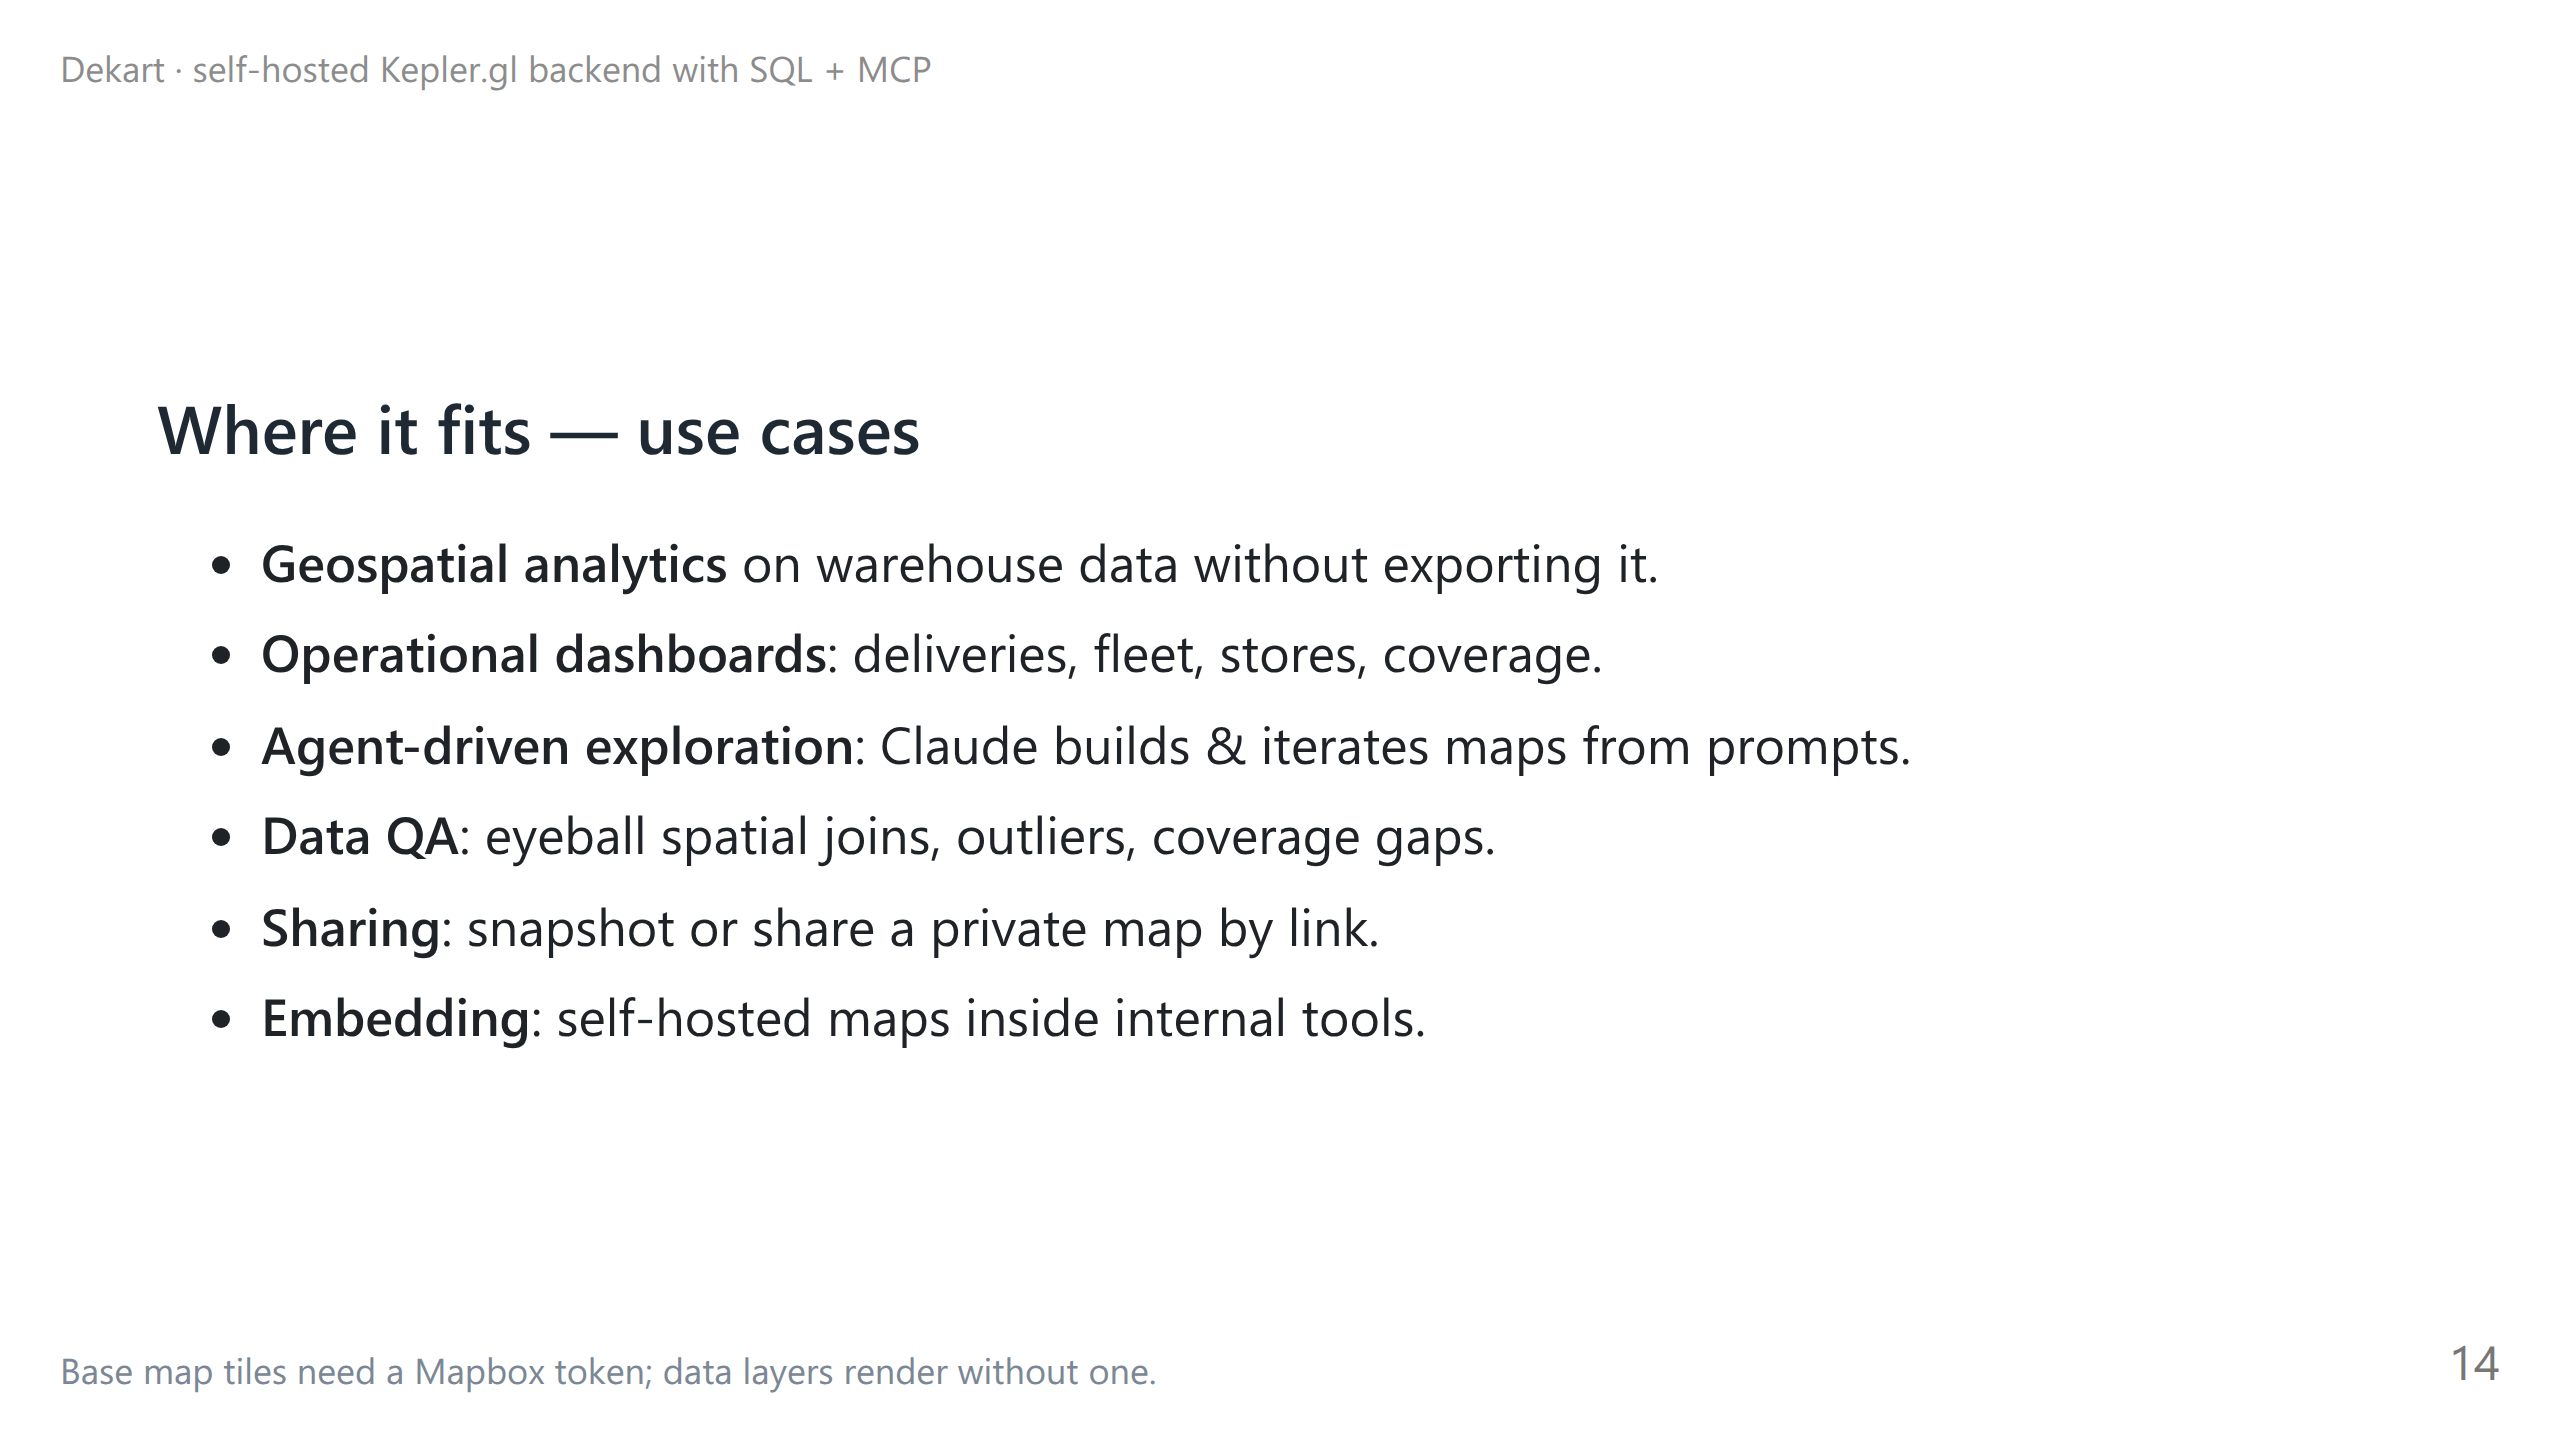 Dekart · self-hosted Kepler.gl backend with SQL + MCP
Where it fits — use cases
• Geospatial analytics on warehouse data without exporting it.
• Operational dashboards: deliveries, fleet, stores, coverage.
• Agent-driven exploration: Claude builds & iterates maps from prompts.
• Data QA: eyeball spatial joins, outliers, coverage gaps.
• Sharing: snapshot or share a private map by link.
• Embedding: self-hosted maps inside internal tools.
Base map tiles need a Mapbox token; data layers render without one.
14